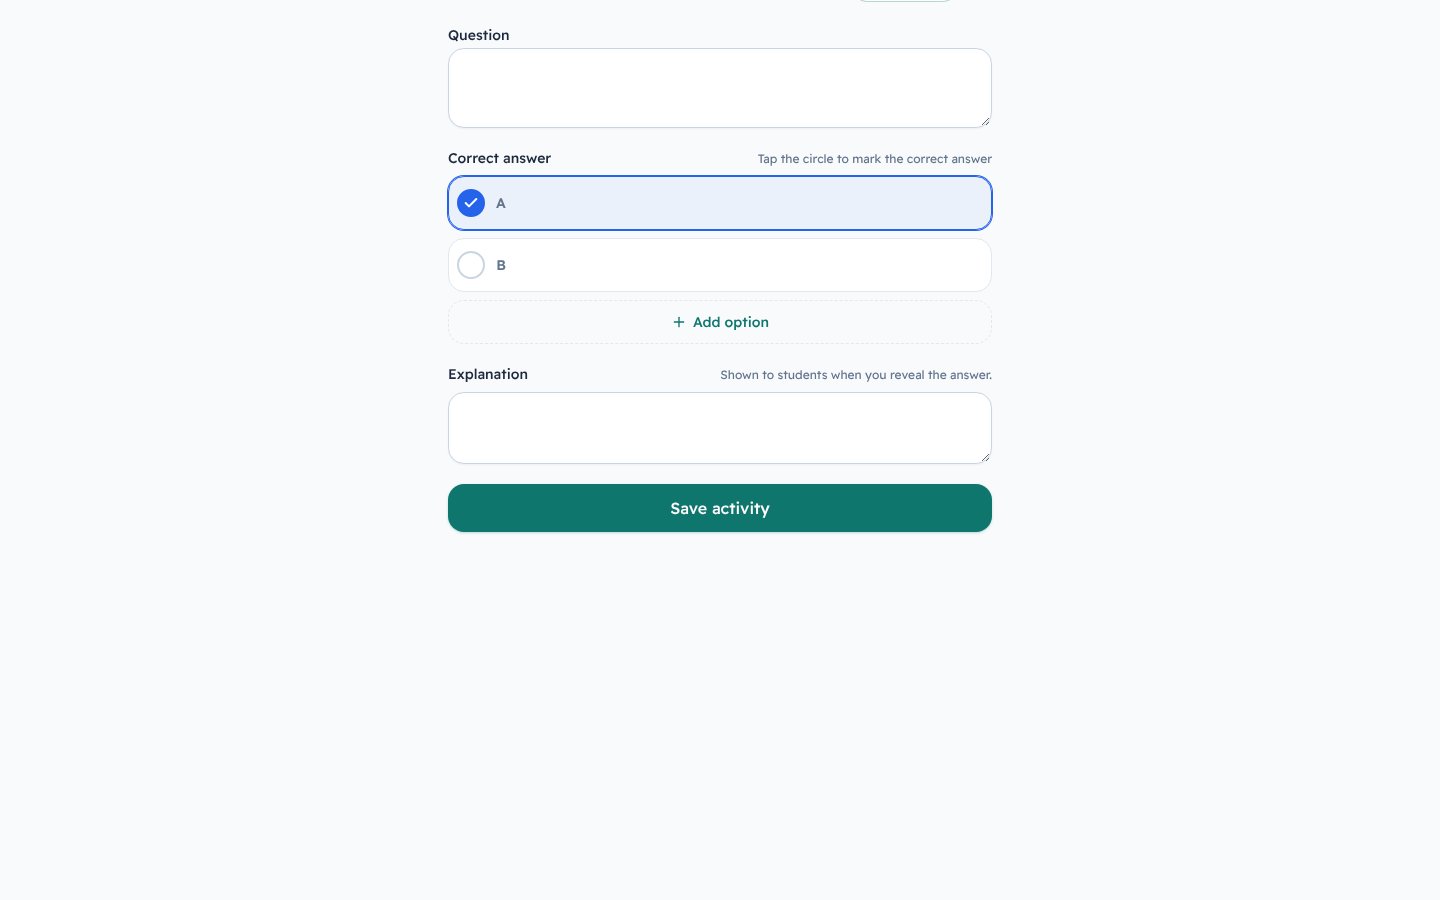 Question
Correct answer
Tap the circle to mark the correct answer
A
B
+ Add option
Explanation
Shown to students when you reveal the answer.
Save activity